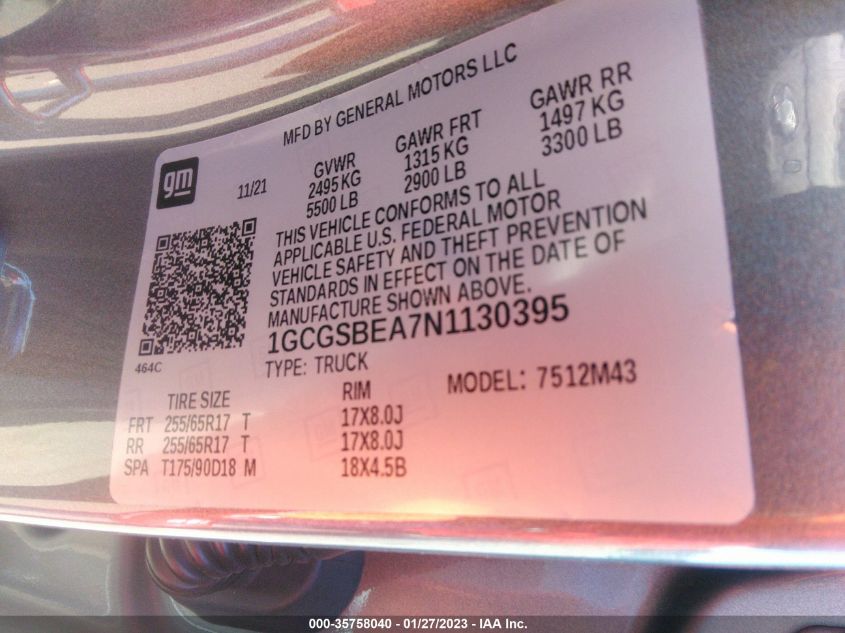 MFD BY GENERAL MOTORS LLC
gm
11/21
GVWR GAWR FRT GAWR RR
2495 KG 1315 KG 1497 KG
5500 LB 2900 LB 3300 LB
THIS VEHICLE CONFORMS TO ALL
APPLICABLE U.S. FEDERAL MOTOR
VEHICLE SAFETY AND THEFT PREVENTION
STANDARDS IN EFFECT ON THE DATE OF
MANUFACTURE SHOWN ABOVE.
1GCGSBEA7N1130395
464C
TYPE: TRUCK
MODEL: 7512M43
TIRE SIZE RIM
FRT 255/65R17 T 17X8.0J
RR 255/65R17 T 17X8.0J
SPA T175/90D18 M 18X4.5B
000-35758040 - 01/27/2023 - IAA Inc.